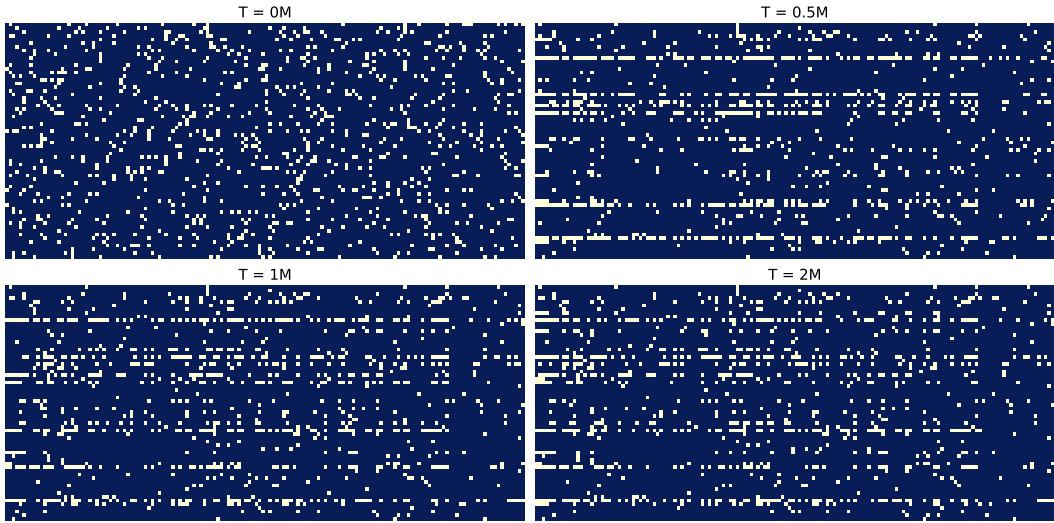 T = 0M
T = 0.5M
T = 1M
T = 2M